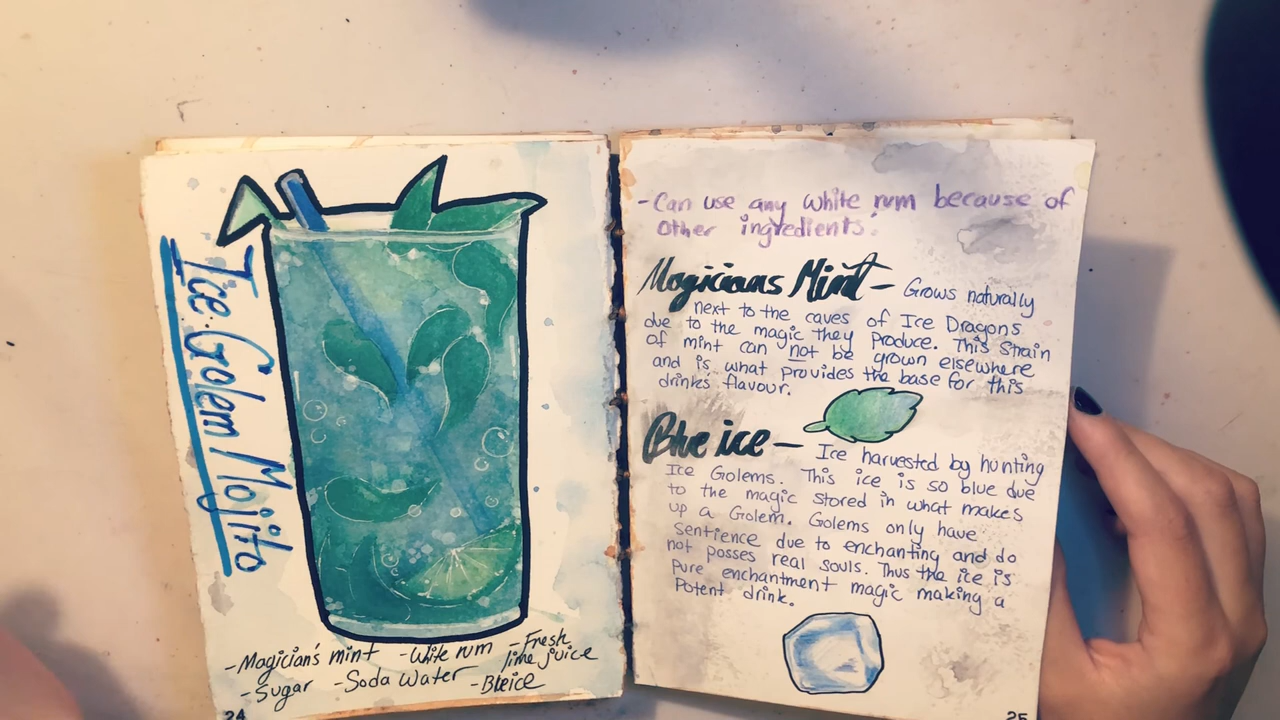 Ice Golem Mojito
-Magician's mint -White rum -Fresh lime juice
-Sugar -Soda water -Blueice
24
-Can use any white rum because of
other ingredients.
Magicians Mint- Grows naturally
next to the caves of Ice Dragons
due to the magic they produce. This strain
of mint can not be grown elsewhere
and is what provides the base for this
drinks flavour.
Blue ice- Ice harvested by hunting
Ice Golems. This ice is so blue due
to the magic stored in what makes
up a Golem. Golems only have
sentience due to enchanting and do
not posses real souls. Thus the ice is
pure enchantment magic making a
potent drink.
25